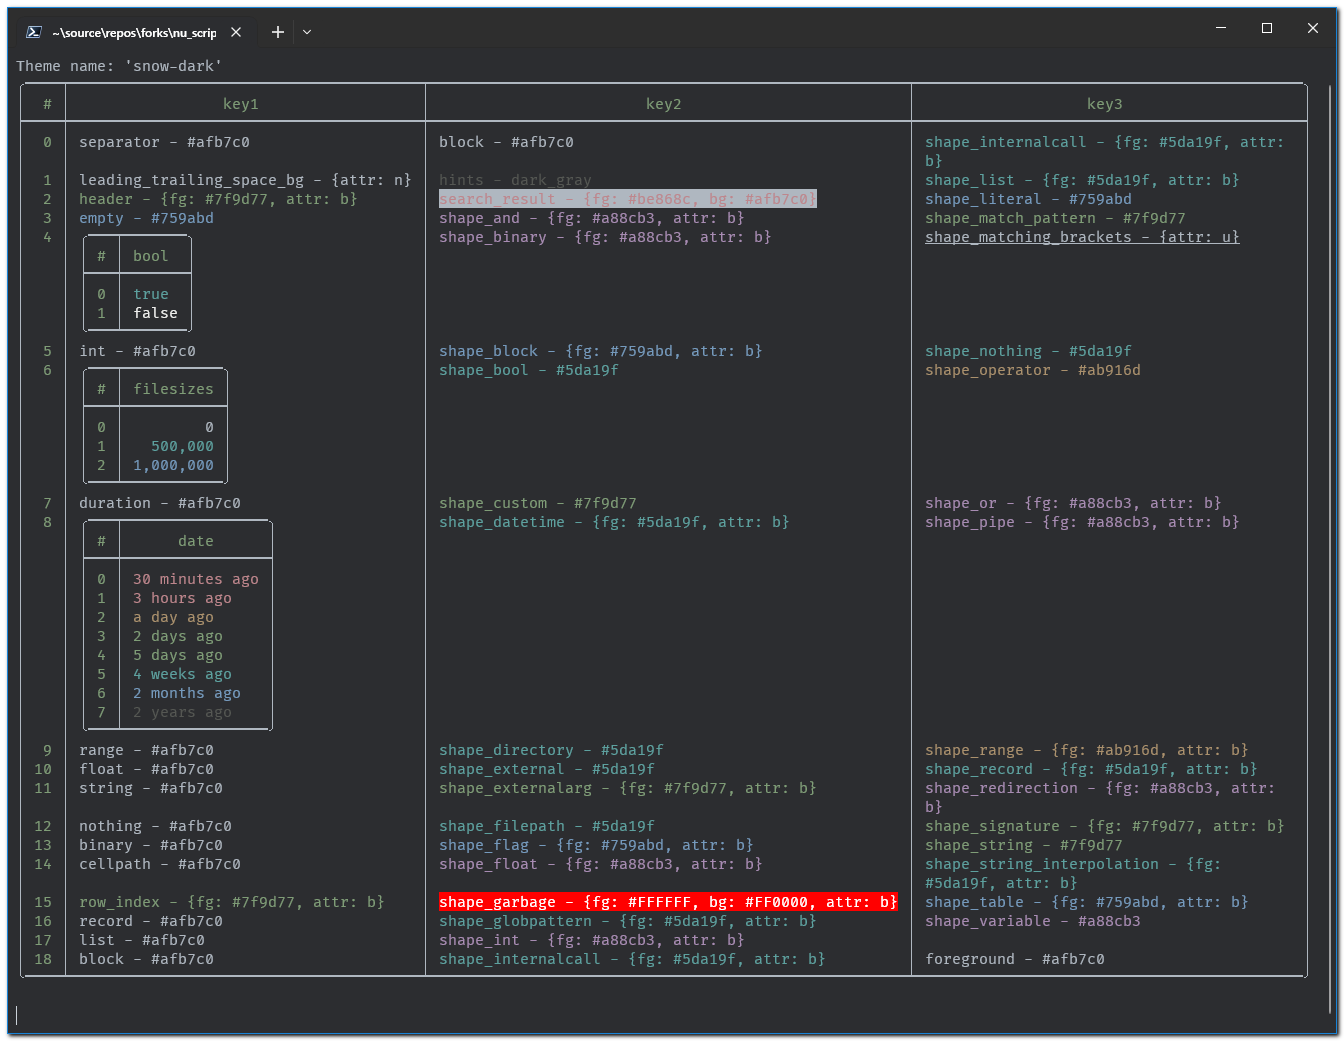 ~\source\repos\forks\nu_scrip
Theme name: 'snow-dark'
# key1 key2 key3
0 separator - #afb7c0 block - #afb7c0 shape_internalcall - {fg: #5da19f, attr:
b}
1 leading_trailing_space_bg - {attr: n} hints - dark_gray shape_list - {fg: #5da19f, attr: b}
2 header - {fg: #7f9d77, attr: b} search_result - {fg: #be868c, bg: #afb7c0} shape_literal - #759abd
3 empty - #759abd shape_and - {fg: #a88cb3, attr: b} shape_match_pattern - #7f9d77
4 shape_binary - {fg: #a88cb3, attr: b} shape_matching_brackets - {attr: u}
# bool
0 true
1 false
5 int - #afb7c0 shape_block - {fg: #759abd, attr: b} shape_nothing - #5da19f
6 shape_bool - #5da19f shape_operator - #ab916d
# filesizes
0 0
1 500,000
2 1,000,000
7 duration - #afb7c0 shape_custom - #7f9d77 shape_or - {fg: #a88cb3, attr: b}
8 shape_datetime - {fg: #5da19f, attr: b} shape_pipe - {fg: #a88cb3, attr: b}
# date
0 30 minutes ago
1 3 hours ago
2 a day ago
3 2 days ago
4 5 days ago
5 4 weeks ago
6 2 months ago
7 2 years ago
9 range - #afb7c0 shape_directory - #5da19f shape_range - {fg: #ab916d, attr: b}
10 float - #afb7c0 shape_external - #5da19f shape_record - {fg: #5da19f, attr: b}
11 string - #afb7c0 shape_externalarg - {fg: #7f9d77, attr: b} shape_redirection - {fg: #a88cb3, attr:
b}
12 nothing - #afb7c0 shape_filepath - #5da19f shape_signature - {fg: #7f9d77, attr: b}
13 binary - #afb7c0 shape_flag - {fg: #759abd, attr: b} shape_string - #7f9d77
14 cellpath - #afb7c0 shape_float - {fg: #a88cb3, attr: b} shape_string_interpolation - {fg:
#5da19f, attr: b}
15 row_index - {fg: #7f9d77, attr: b} shape_garbage - {fg: #FFFFFF, bg: #FF0000, attr: b} shape_table - {fg: #759abd, attr: b}
16 record - #afb7c0 shape_globpattern - {fg: #5da19f, attr: b} shape_variable - #a88cb3
17 list - #afb7c0 shape_int - {fg: #a88cb3, attr: b}
18 block - #afb7c0 shape_internalcall - {fg: #5da19f, attr: b} foreground - #afb7c0